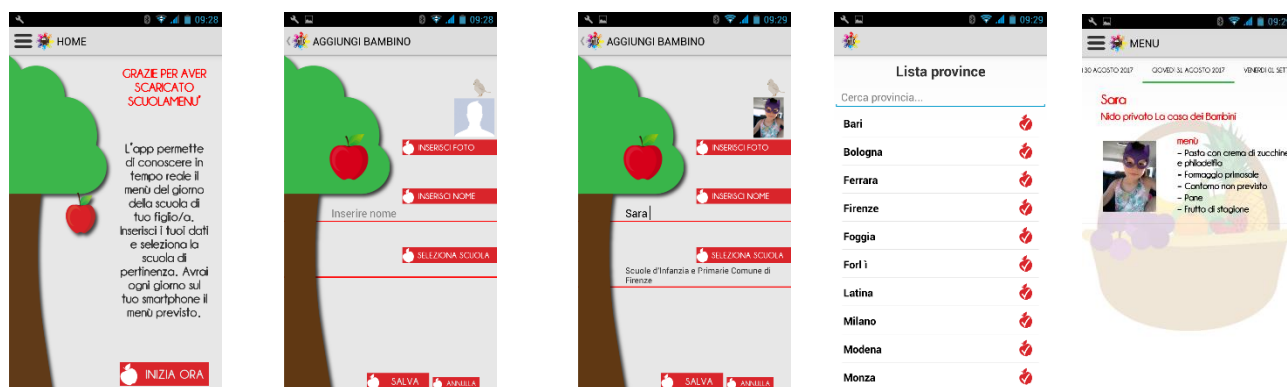 09:28
HOME
GRAZIE PER AVER
SCARICATO
SCUOLAMENU'
L'app permette
di conoscere in
tempo reale il
menù del giorno
della scuola di
tuo figlio/a.
Inserisci i tuoi dati
e seleziona la
scuola di
pertinenza. Avrai
ogni giorno sul
tuo smartphone il
menù previsto.
INIZIA ORA
09:28
AGGIUNGI BAMBINO
INSERISCI FOTO
INSERISCI NOME
Inserire nome
SELEZIONA SCUOLA
SALVA
ANNULLA
09:29
AGGIUNGI BAMBINO
INSERISCI FOTO
INSERISCI NOME
Sara
SELEZIONA SCUOLA
Scuole d'Infanzia e Primarie Comune di
Firenze
SALVA
ANNULLA
09:29
Lista province
Cerca provincia...
Bari
Bologna
Ferrara
Firenze
Foggia
Forl ì
Latina
Milano
Modena
Monza
09:29
MENU
30 AGOSTO 2017 GIOVEDì 31 AGOSTO 2017 VENERDì 01 SET
Sara
Nido privato La casa dei Bambini
menù
- Pasta con crema di zucchine
e philadelfia
- Formaggio primosale
- Contorno non previsto
- Pane
- Frutta di stagione